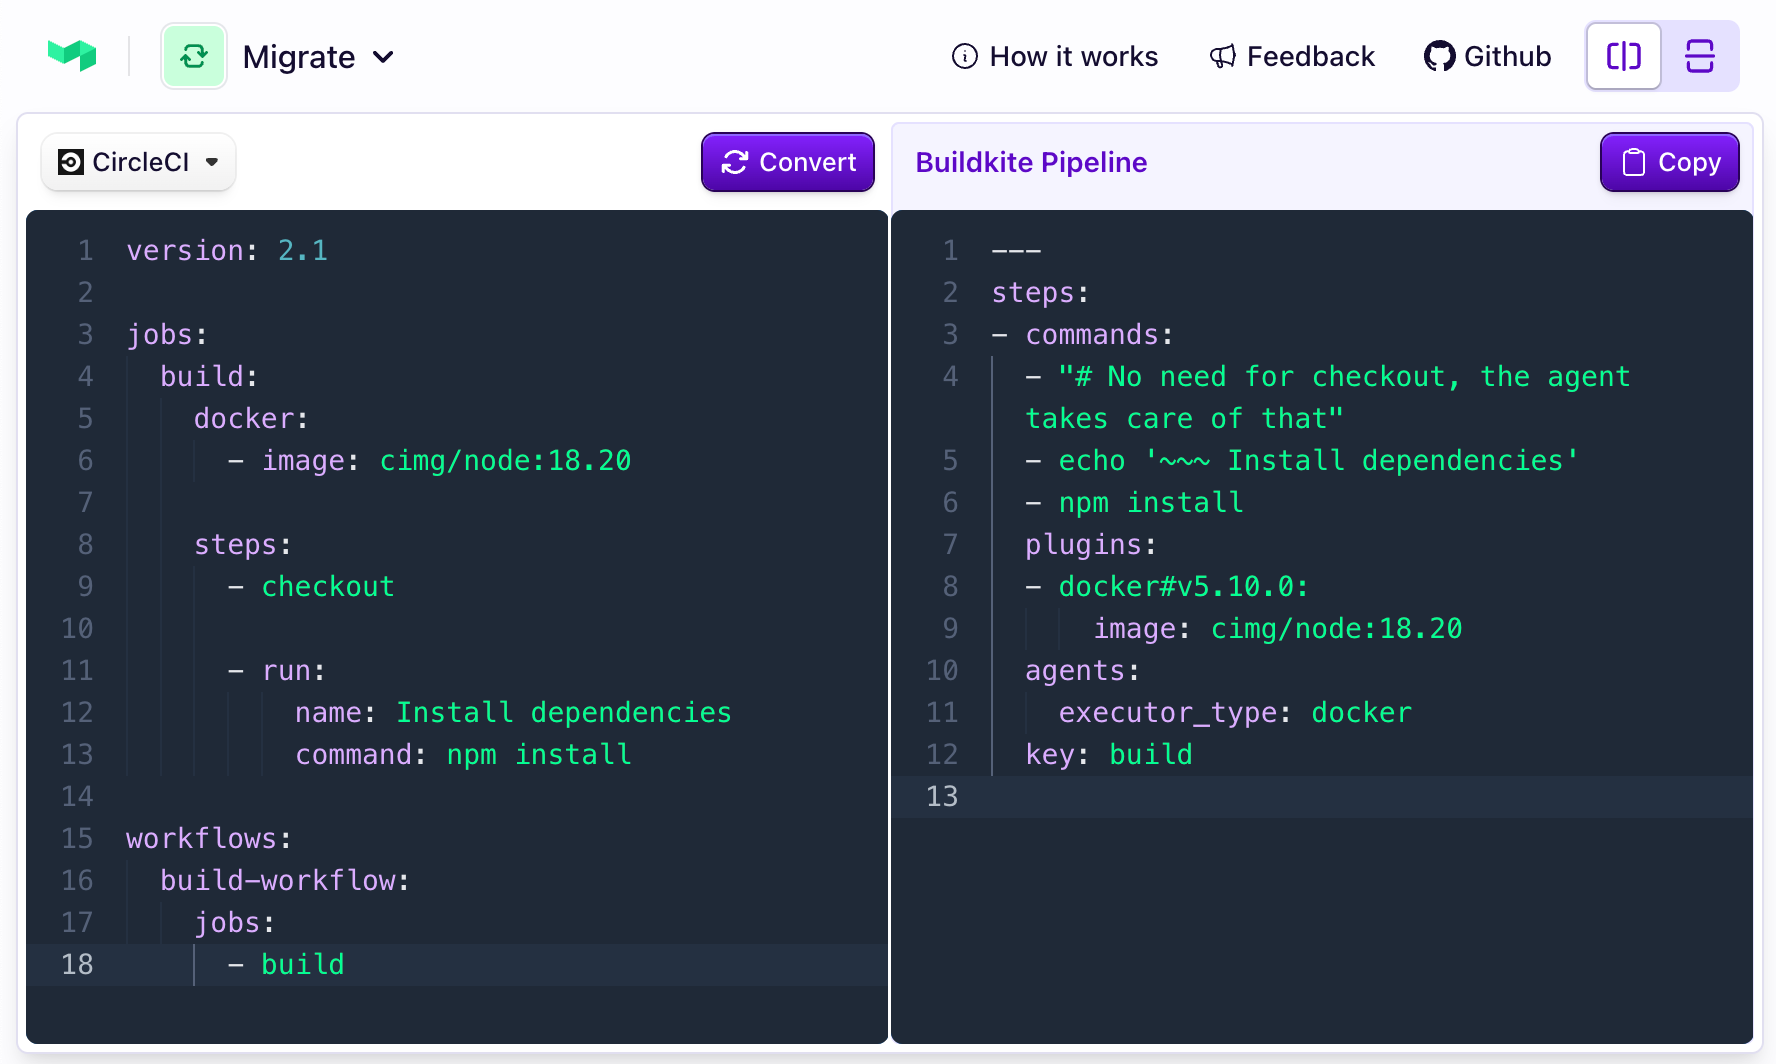 Migrate
How it works
Feedback
Github
CircleCI
Convert
1 version: 2.1
2
3 jobs:
4   build:
5     docker:
6       - image: cimg/node:18.20
7
8     steps:
9       - checkout
10
11       - run:
12           name: Install dependencies
13           command: npm install
14
15 workflows:
16   build-workflow:
17     jobs:
18       - build
Buildkite Pipeline
Copy
1 ---
2 steps:
3 - commands:
4   - "# No need for checkout, the agent
takes care of that"
5   - echo '~~~ Install dependencies'
6   - npm install
7   plugins:
8   - docker#v5.10.0:
9       image: cimg/node:18.20
10   agents:
11     executor_type: docker
12   key: build
13